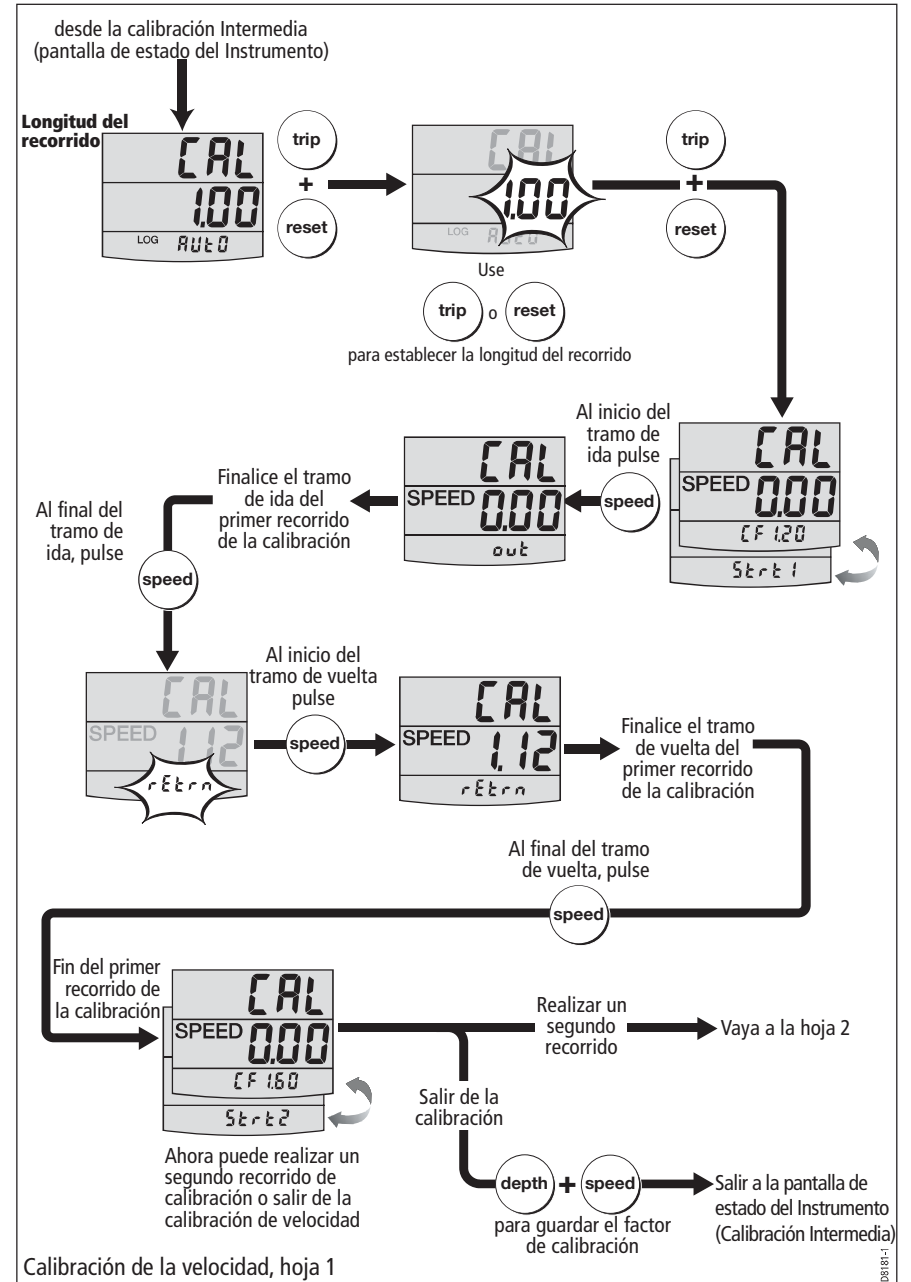 desde la calibración Intermedia
(pantalla de estado del Instrumento)
Longitud del
recorrido
CAL
1.00
LOG AUtO
trip
+
reset
CAL
1.00
LOG AUtO
Use
trip o reset
para establecer la longitud del recorrido
trip
+
reset
CAL
SPEED 0.00
CF 1.20
Strt 1
Al inicio del
tramo de
ida pulse
speed
CAL
SPEED 0.00
out
Finalice el tramo
de ida del
primer recorrido
de la calibración
Al final del
tramo de
ida, pulse
speed
CAL
SPEED 1.12
rEtrn
Al inicio del
tramo de vuelta
pulse
speed
CAL
SPEED 1.12
rEtrn
Finalice el tramo
de vuelta del
primer recorrido
de la calibración
Al final del tramo
de vuelta, pulse
speed
Fin del primer
recorrido de
la calibración
CAL
SPEED 0.00
CF 1.60
Strt2
Ahora puede realizar un
segundo recorrido de
calibración o salir de la
calibración de velocidad
Realizar un
segundo
recorrido
Vaya a la hoja 2
Salir de la
calibración
depth + speed
para guardar el factor
de calibración
Salir a la pantalla de
estado del Instrumento
(Calibración Intermedia)
Calibración de la velocidad, hoja 1
D8181-1